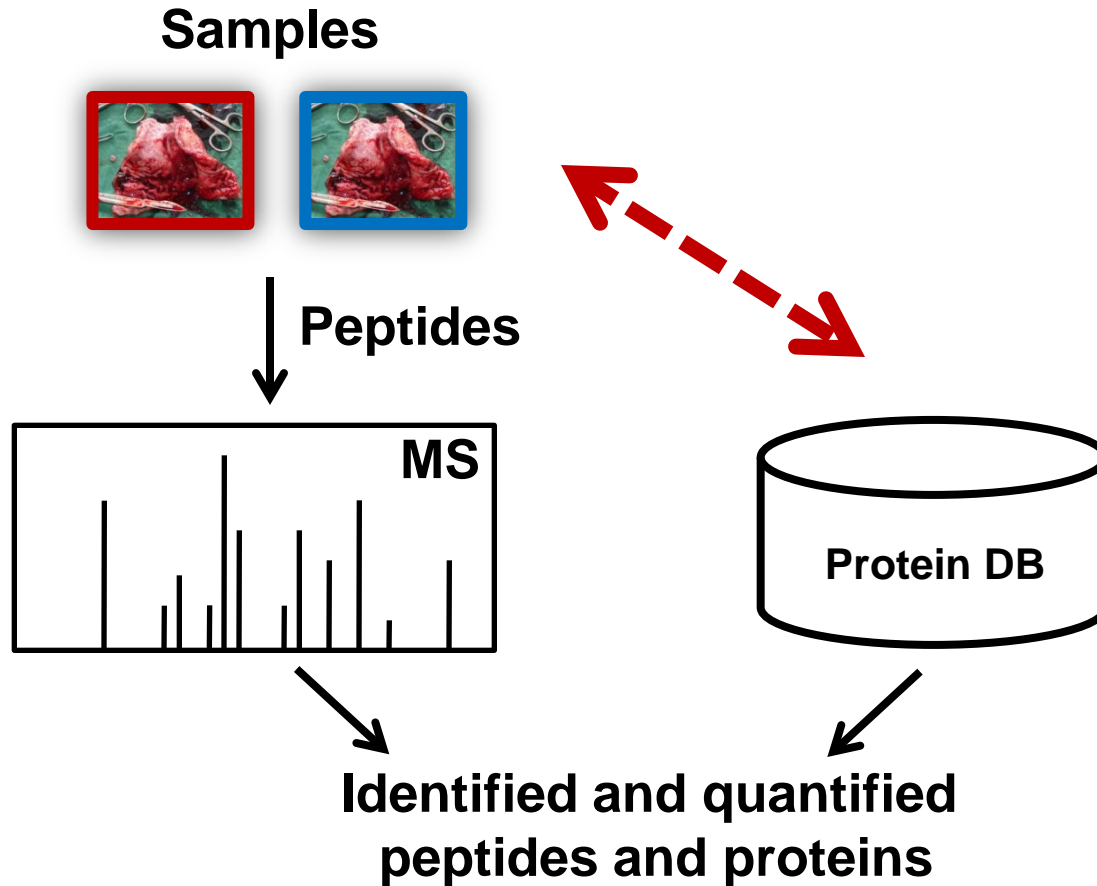 Samples
Peptides
MS
Protein DB
Identified and quantified
peptides and proteins